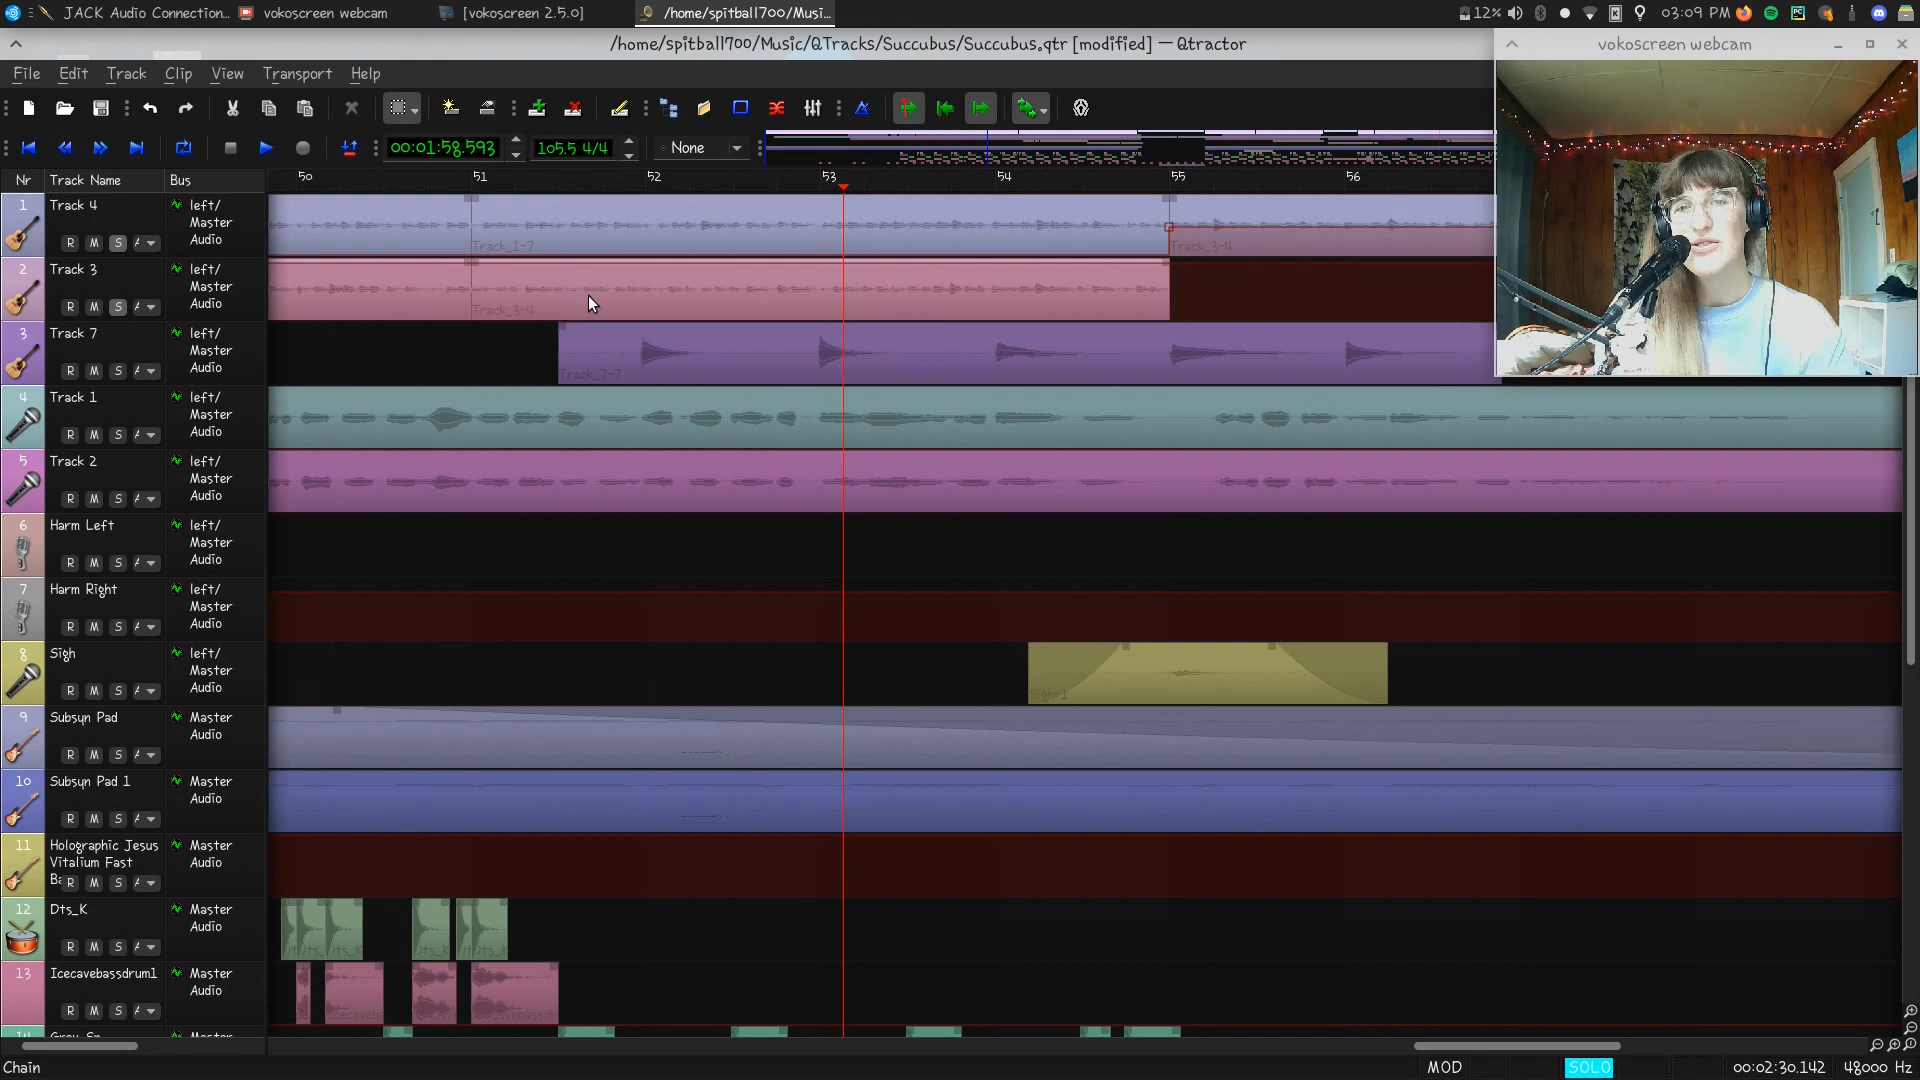 JACK Audio Connection...
vokoscreen webcam
[vokoscreen 2.5.0]
/home/spitball700/Musi...
12%
03:09 PM
/home/spitball700/Music/QTracks/Succubus/Succubus.qtr [modified] — Qtractor
vokoscreen webcam
File Edit Track Clip View Transport Help
00:01:58.593
105.5 4/4
None
Nr Track Name Bus
50 51 52 53 54 55 56
1 Track 4 left/
Master
Audio
R M S A
Track_1-7
Track_3-4
2 Track 3 left/
Master
Audio
R M S A
Track_3-4
3 Track 7 left/
Master
Audio
R M S A
Track_7-7
4 Track 1 left/
Master
Audio
R M S A
5 Track 2 left/
Master
Audio
R M S A
6 Harm Left left/
Master
Audio
R M S A
7 Harm Right left/
Master
Audio
R M S A
8 Sigh left/
Master
Audio
R M S A
Sigh-1
9 Subsyn Pad Master
Audio
R M S A
10 Subsyn Pad 1 Master
Audio
R M S A
11 Holographic Jesus Master
Vitalium Fast Audio
Ba
R M S A
12 Dts_K Master
Audio
R M S A
Dts_K
Dts_K
Dts_K
13 Icecavebassdrum1 Master
Audio
R M S A
Chain
MOD
SOLO
00:02:30.142
48000 Hz